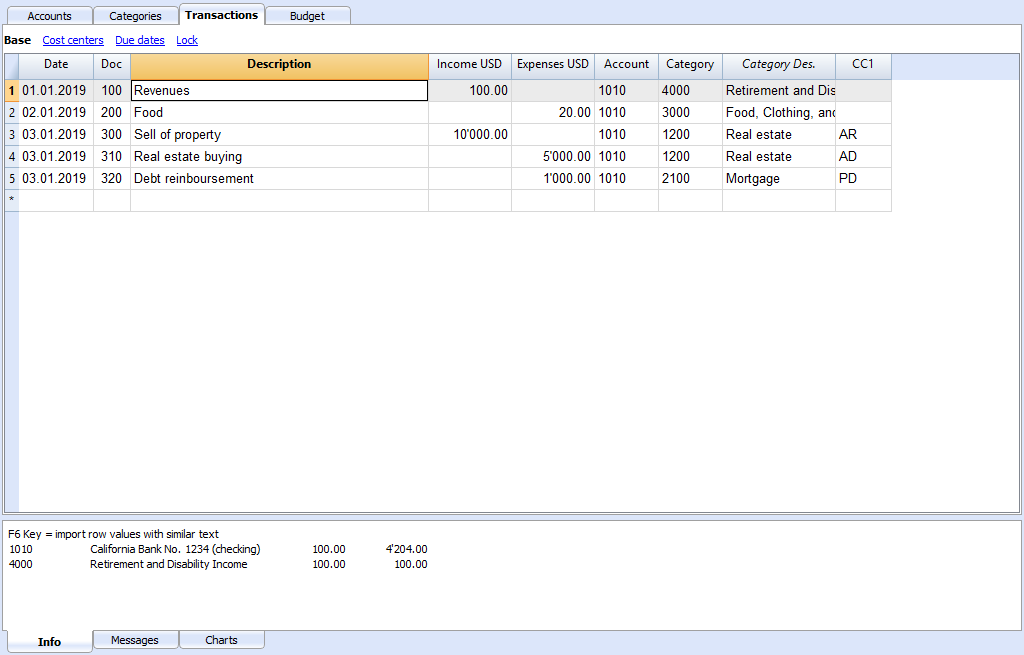 Accounts Categories Transactions Budget
Base Cost centers Due dates Lock
Date Doc Description Income USD Expenses USD Account Category Category Des. CC1
1 01.01.2019 100 Revenues 100.00 1010 4000 Retirement and Dis
2 02.01.2019 200 Food 20.00 1010 3000 Food, Clothing, and
3 03.01.2019 300 Sell of property 10'000.00 1010 1200 Real estate AR
4 03.01.2019 310 Real estate buying 5'000.00 1010 1200 Real estate AD
5 03.01.2019 320 Debt reinboursement 1'000.00 1010 2100 Mortgage PD
*
F6 Key = import row values with similar text
1010 California Bank No. 1234 (checking) 100.00 4'204.00
4000 Retirement and Disability Income 100.00 100.00
Info Messages Charts